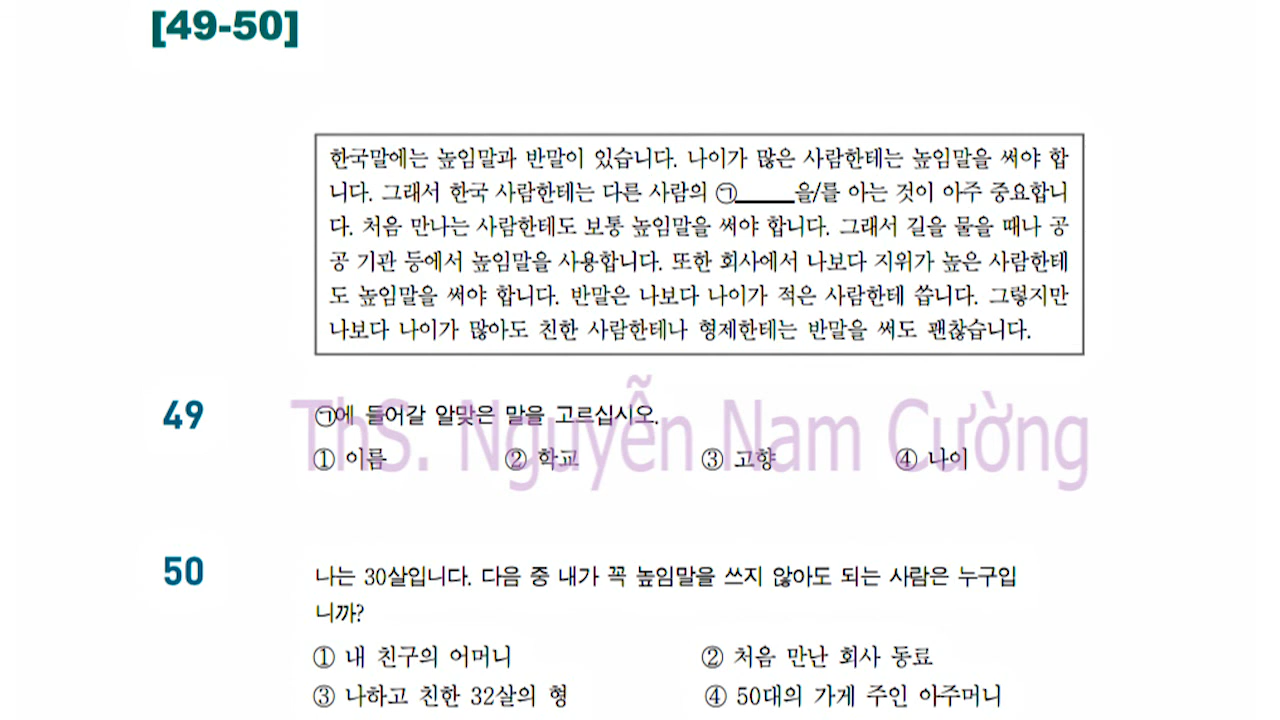 [49-50]
한국말에는 높임말과 반말이 있습니다. 나이가 많은 사람한테는 높임말을 써야 합
니다. 그래서 한국 사람한테는 다른 사람의 ㉠_____을/를 아는 것이 아주 중요합니
다. 처음 만나는 사람한테도 보통 높임말을 써야 합니다. 그래서 길을 물을 때나 공
공 기관 등에서 높임말을 사용합니다. 또한 회사에서 나보다 지위가 높은 사람한테
도 높임말을 써야 합니다. 반말은 나보다 나이가 적은 사람한테 씁니다. 그렇지만
나보다 나이가 많아도 친한 사람한테나 형제한테는 반말을 써도 괜찮습니다.
49 ㉠에 들어갈 알맞은 말을 고르십시오.
ThS. Nguyễn Nam Cường
① 이름 ② 학교 ③ 고향 ④ 나이
50 나는 30살입니다. 다음 중 내가 꼭 높임말을 쓰지 않아도 되는 사람은 누구입
니까?
① 내 친구의 어머니 ② 처음 만난 회사 동료
③ 나하고 친한 32살의 형 ④ 50대의 가게 주인 아주머니